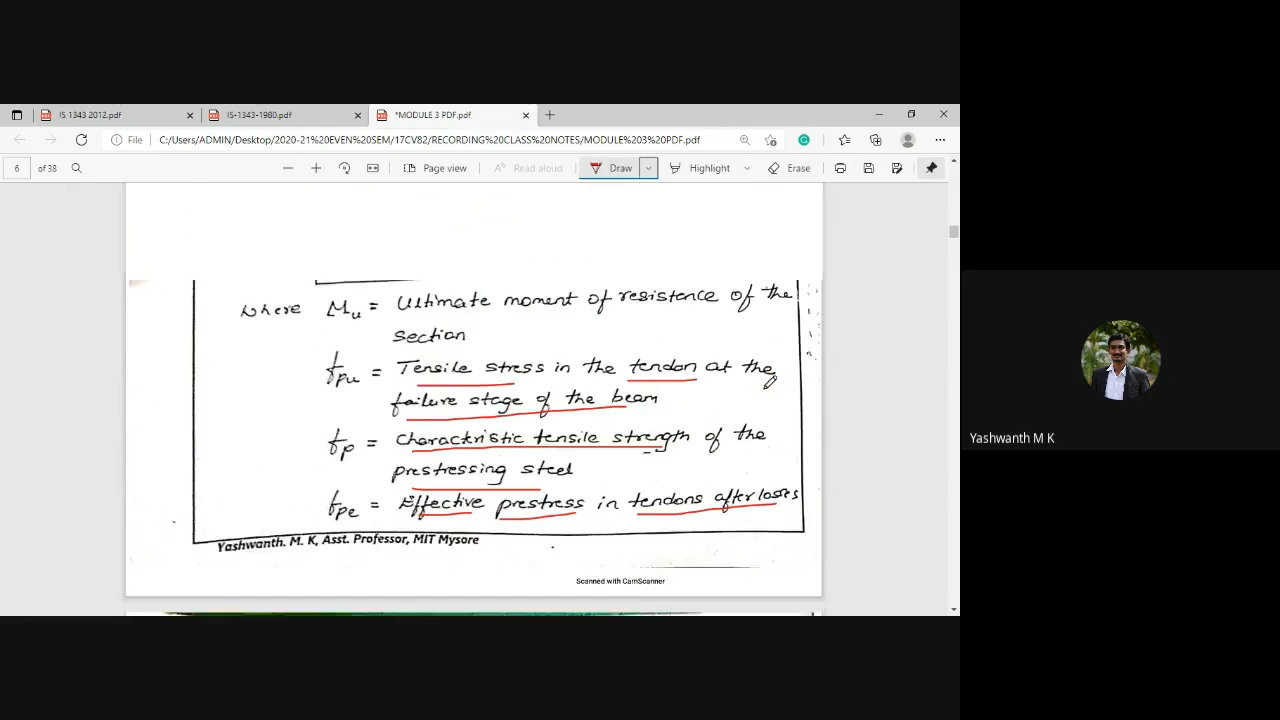 IS 1343 2012.pdf
IS-1343-1980.pdf
*MODULE 3 PDF.pdf
File
C:/Users/ADMIN/Desktop/2020-21%20EVEN%20SEM/17CV82/RECORDING%20CLASS%20NOTES/MODULE%203%20PDF.pdf
6 of 38
Page view
Read aloud
Draw
Highlight
Erase
where Mu = Ultimate moment of resistence of the
section
fpu = Tensile stress in the tendon at the
failure stage of the beam
fp = charactristic tensile strength of the
prestressing steel
fpe = Effective prestress in tendons after losses
Yashwanth. M. K, Asst. Professor, MIT Mysore
Scanned with CamScanner
Yashwanth M K